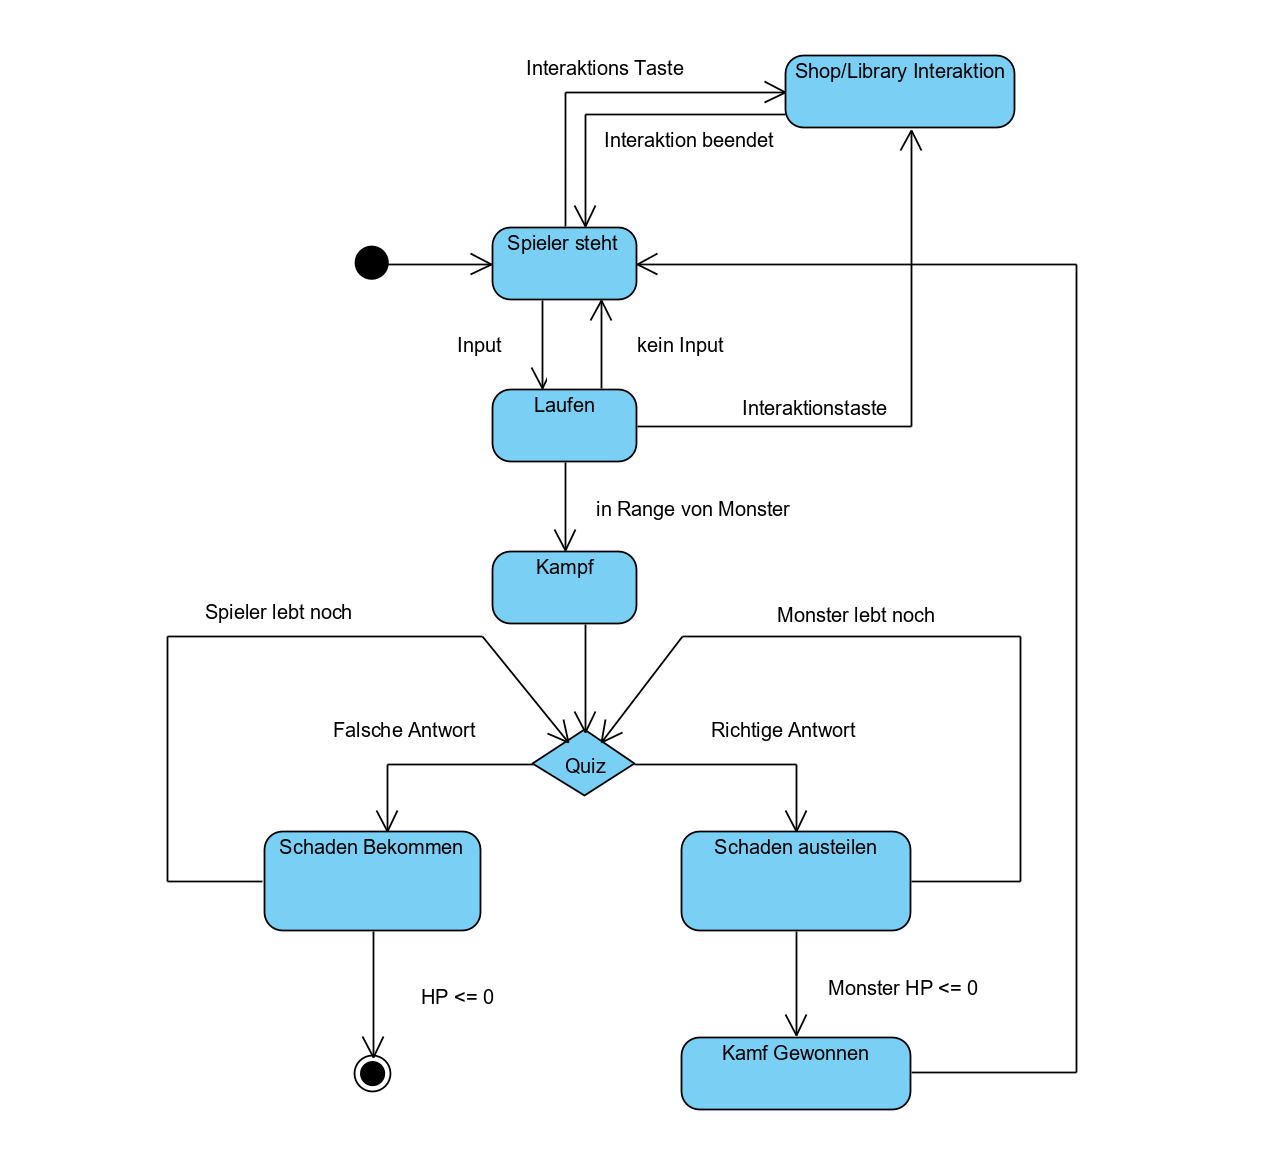 Interaktions Taste
Shop/Library Interaktion
Interaktion beendet
Spieler steht
Input
kein Input
Laufen
Interaktionstaste
in Range von Monster
Kampf
Spieler lebt noch
Monster lebt noch
Falsche Antwort
Richtige Antwort
Quiz
Schaden Bekommen
Schaden austeilen
HP <= 0
Monster HP <= 0
Kamf Gewonnen